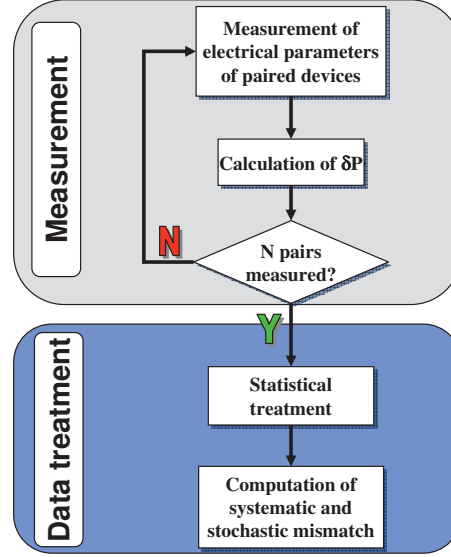 Measurement
Measurement of
electrical parameters
of paired devices
Calculation of δP
N
N pairs
measured?
Y
Data treatment
Statistical
treatment
Computation of
systematic and
stochastic mismatch